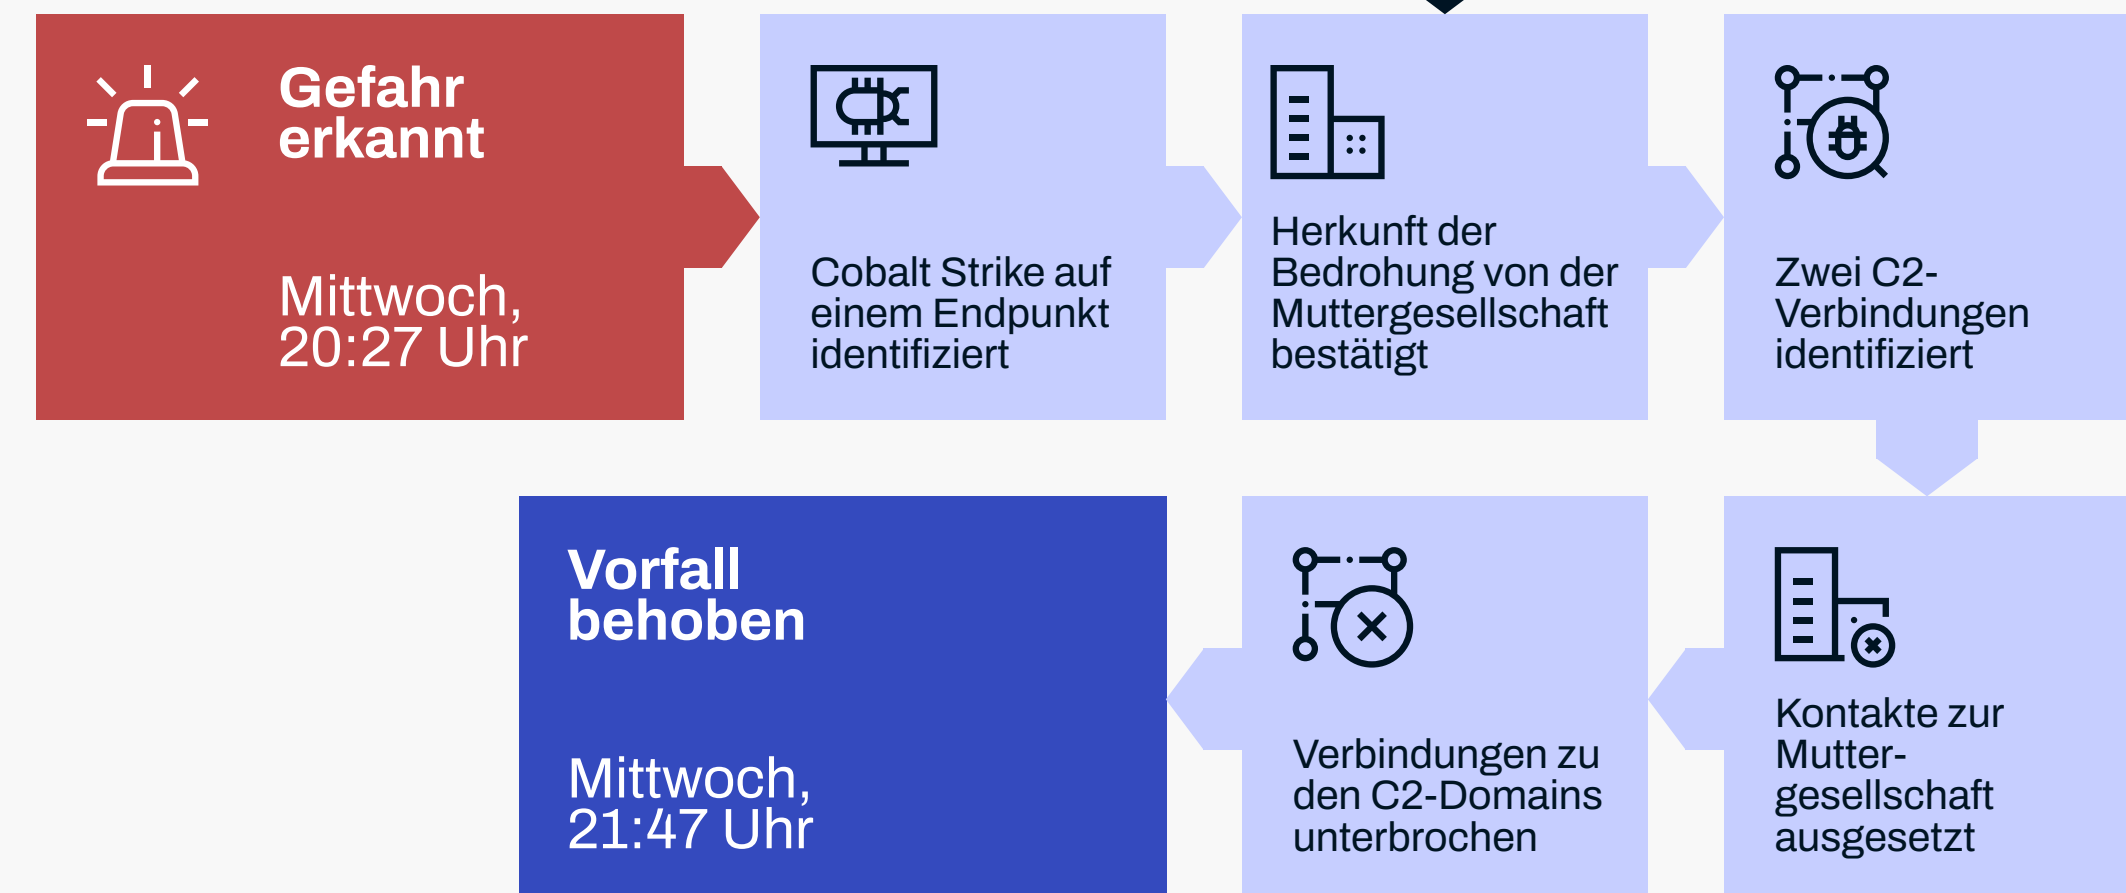 Gefahr
erkannt
Mittwoch,
20:27 Uhr
Cobalt Strike auf
einem Endpunkt
identifiziert
Herkunft der
Bedrohung von der
Muttergesellschaft
bestätigt
Zwei C2-
Verbindungen
identifiziert
Kontakte zur
Mutter-
gesellschaft
ausgesetzt
Verbindungen zu
den C2-Domains
unterbrochen
Vorfall
behoben
Mittwoch,
21:47 Uhr